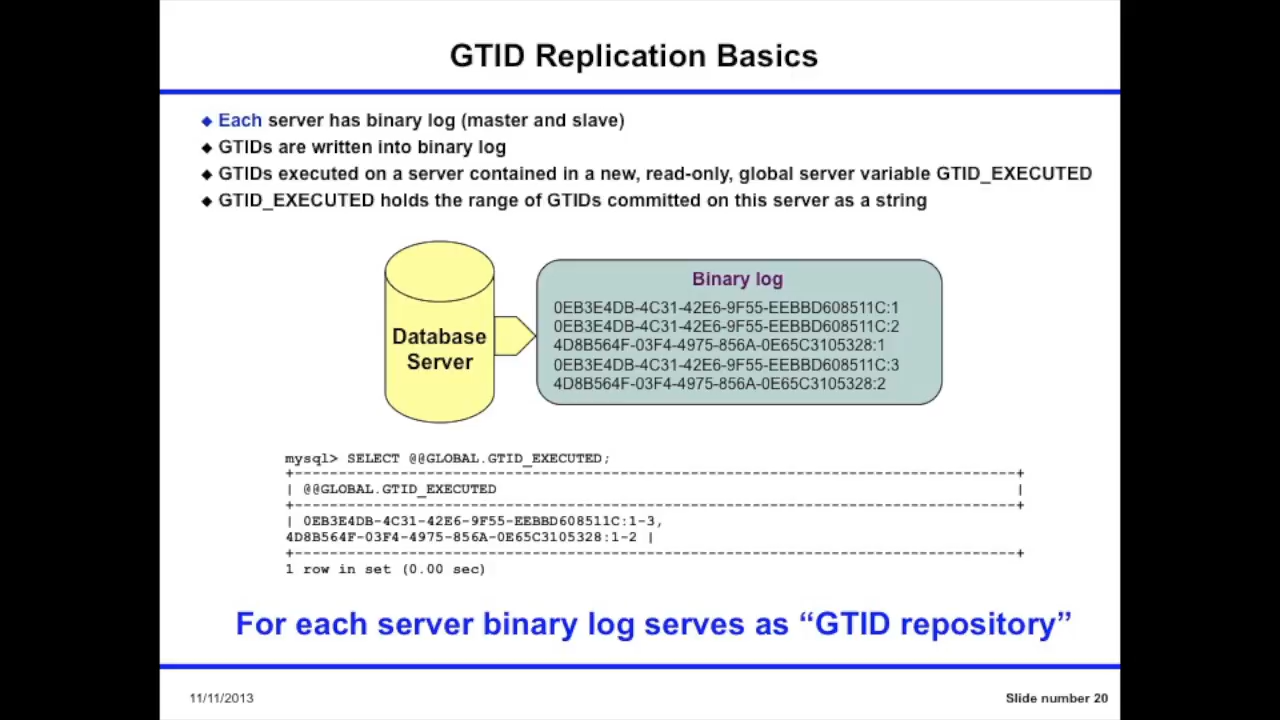 GTID Replication Basics
◆ Each server has binary log (master and slave)
◆ GTIDs are written into binary log
◆ GTIDs executed on a server contained in a new, read-only, global server variable GTID_EXECUTED
◆ GTID_EXECUTED holds the range of GTIDs committed on this server as a string
Database
Server
Binary log
0EB3E4DB-4C31-42E6-9F55-EEBBD608511C:1
0EB3E4DB-4C31-42E6-9F55-EEBBD608511C:2
4D8B564F-03F4-4975-856A-0E65C3105328:1
0EB3E4DB-4C31-42E6-9F55-EEBBD608511C:3
4D8B564F-03F4-4975-856A-0E65C3105328:2
mysql> SELECT @@GLOBAL.GTID_EXECUTED;
+-----------------------------------------------------------------------------------+
| @@GLOBAL.GTID_EXECUTED |
+-----------------------------------------------------------------------------------+
| 0EB3E4DB-4C31-42E6-9F55-EEBBD608511C:1-3,
4D8B564F-03F4-4975-856A-0E65C3105328:1-2 |
+-----------------------------------------------------------------------------------+
1 row in set (0.00 sec)
For each server binary log serves as “GTID repository”
11/11/2013
Slide number 20